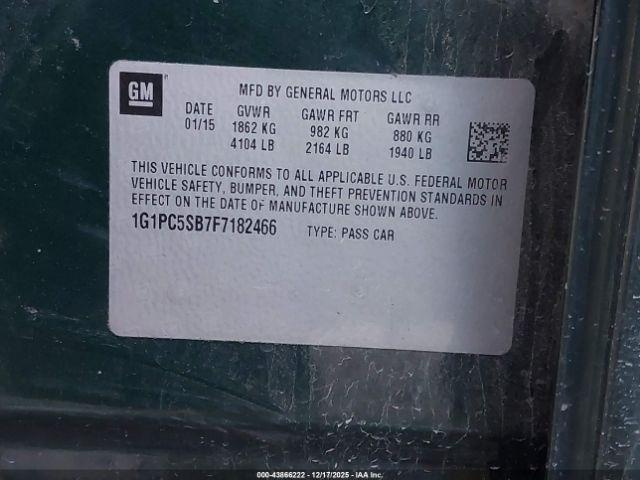 GM
MFD BY GENERAL MOTORS LLC
DATE GVWR GAWR FRT GAWR RR
01/15 1862 KG 982 KG 880 KG
4104 LB 2164 LB 1940 LB
THIS VEHICLE CONFORMS TO ALL APPLICABLE U.S. FEDERAL MOTOR
VEHICLE SAFETY, BUMPER, AND THEFT PREVENTION STANDARDS IN
EFFECT ON THE DATE OF MANUFACTURE SHOWN ABOVE.
1G1PC5SB7F7182466 TYPE: PASS CAR
000-43866222 - 12/17/2025 - Copyright © 2025, IAA, Inc.